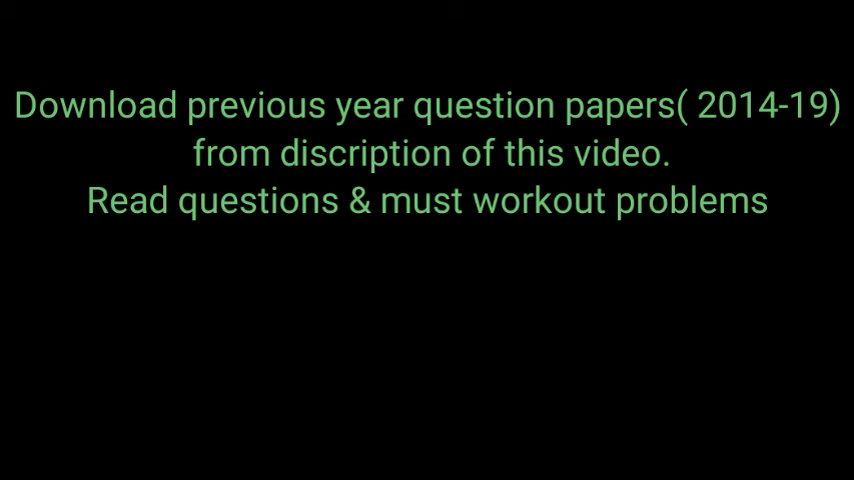 Download previous year question papers( 2014-19)
from discription of this video.
Read questions & must workout problems